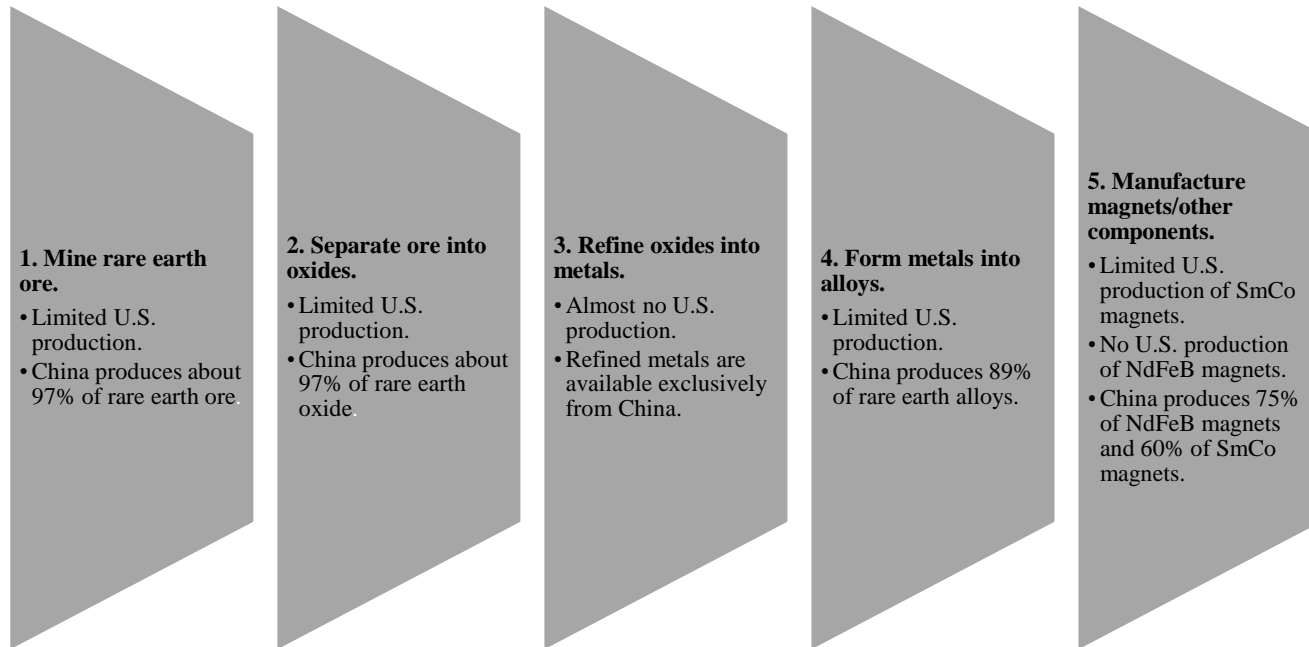 1. Mine rare earth
ore.
• Limited U.S.
production.
• China produces about
97% of rare earth ore.
2. Separate ore into
oxides.
• Limited U.S.
production.
• China produces about
97% of rare earth
oxide.
3. Refine oxides into
metals.
• Almost no U.S.
production.
• Refined metals are
available exclusively
from China.
4. Form metals into
alloys.
• Limited U.S.
production.
• China produces 89%
of rare earth alloys.
5. Manufacture
magnets/other
components.
• Limited U.S.
production of SmCo
magnets.
• No U.S. production
of NdFeB magnets.
• China produces 75%
of NdFeB magnets
and 60% of SmCo
magnets.